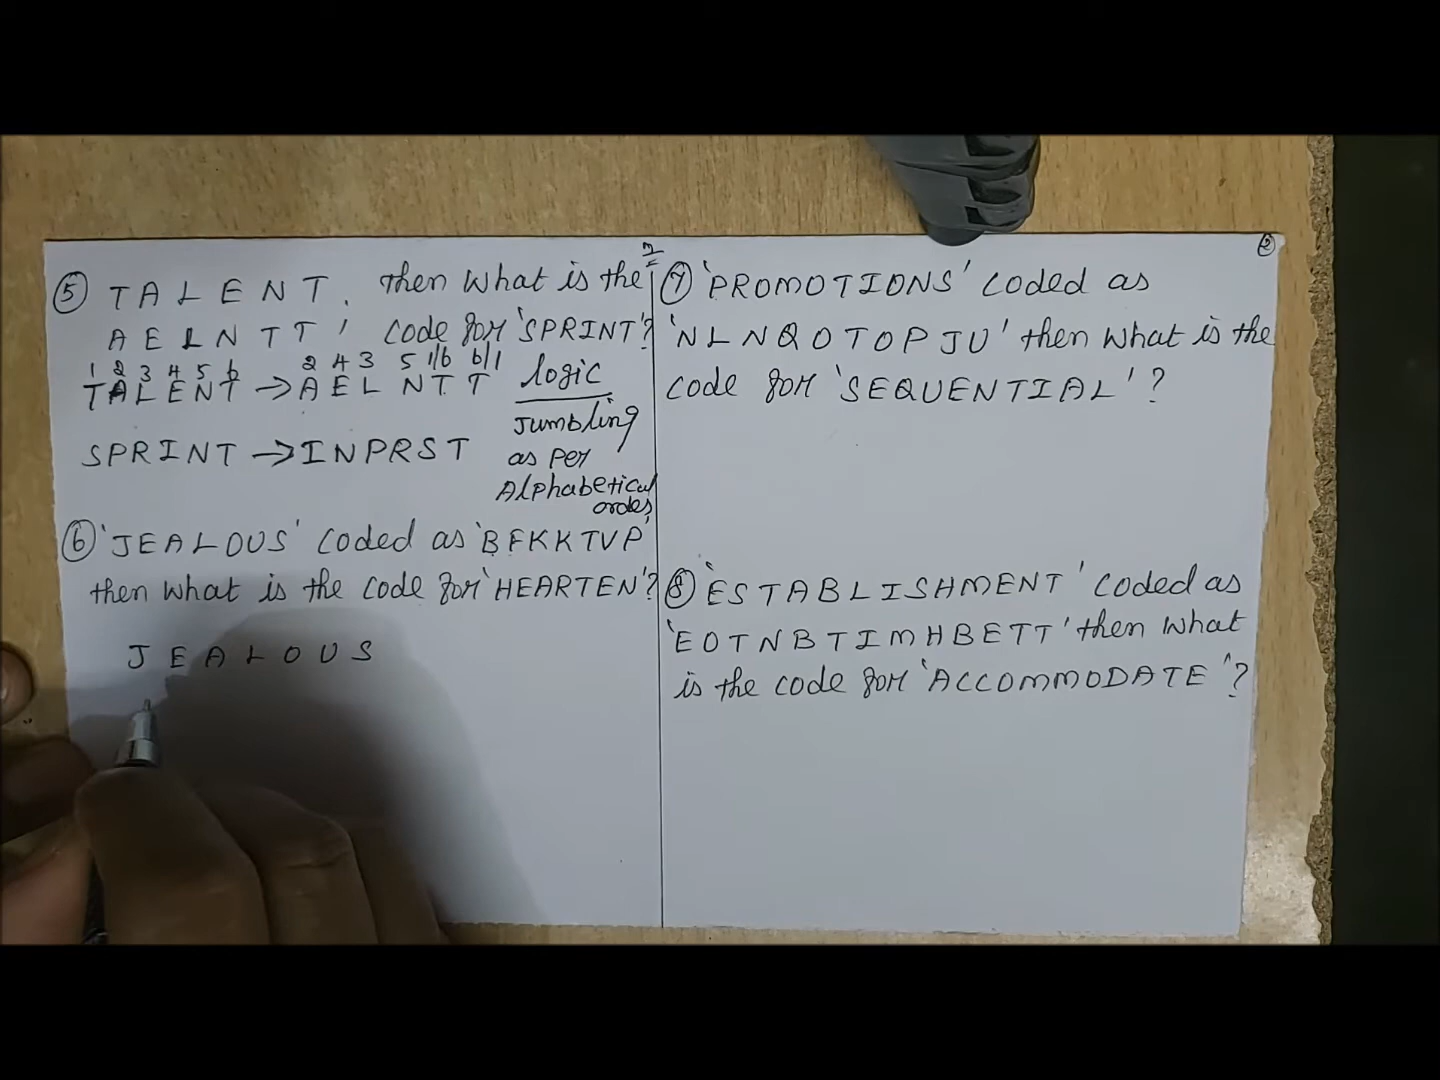 ⑤ TALENT, then what is the
AELNTT' code for 'SPRINT'?
1 2 3 4 5 6 2 4 3 5 1/6 6/1
TALENT → AELNTT logic
Jumbling
SPRINT → INPRST as per
Alphabetical
order
⑥ 'JEALOUS' coded as 'BFKKTVP'
then what is the code for 'HEARTEN'?
JEALOUS
②
⑦ 'PROMOTIONS' coded as
'NLNQOTOPJU' then what is the
code for 'SEQUENTIAL'?
⑧ 'ESTABLISHMENT' coded as
'EOTNBTIMHBETT' then what
is the code for 'ACCOMMODATE'?